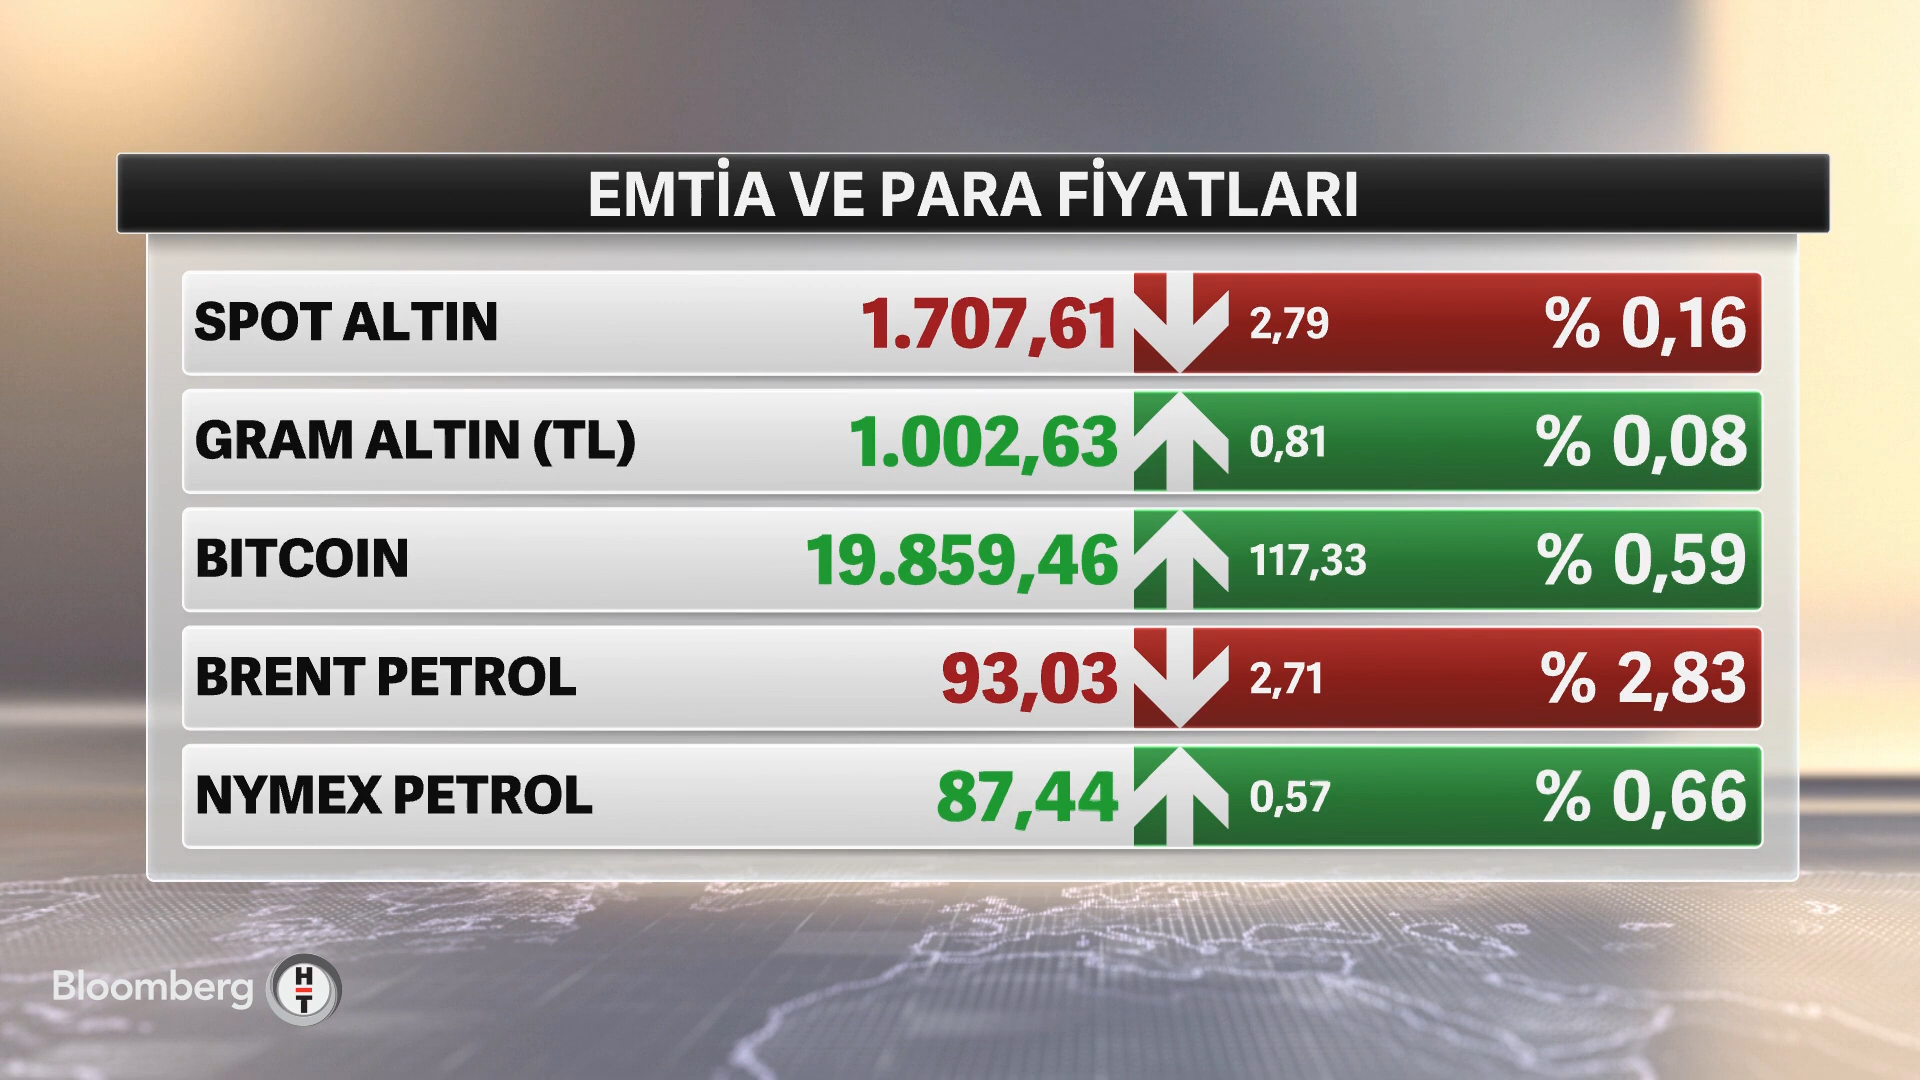 EMTİA VE PARA FİYATLARI
SPOT ALTIN 1.707,61 2,79 % 0,16
GRAM ALTIN (TL) 1.002,63 0,81 % 0,08
BITCOIN 19.859,46 117,33 % 0,59
BRENT PETROL 93,03 2,71 % 2,83
NYMEX PETROL 87,44 0,57 % 0,66
Bloomberg HT